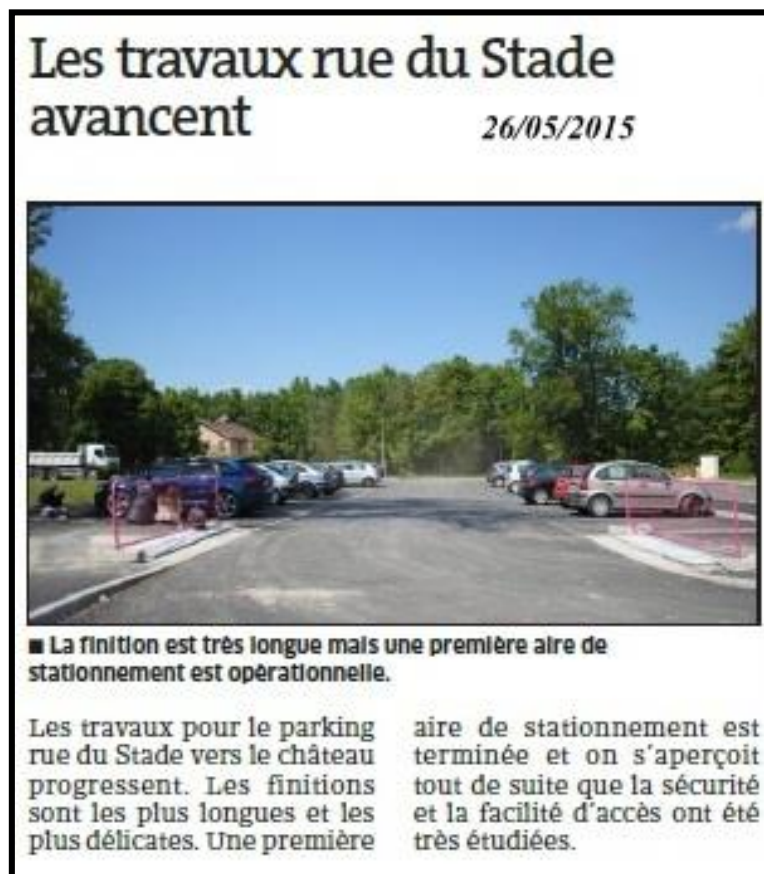 Les travaux rue du Stade
avancent
26/05/2015
■ La finition est très longue mais une première aire de
stationnement est opérationnelle.
Les travaux pour le parking
rue du Stade vers le château
progressent. Les finitions
sont les plus longues et les
plus délicates. Une première
aire de stationnement est
terminée et on s'aperçoit
tout de suite que la sécurité
et la facilité d'accès ont été
très étudiées.